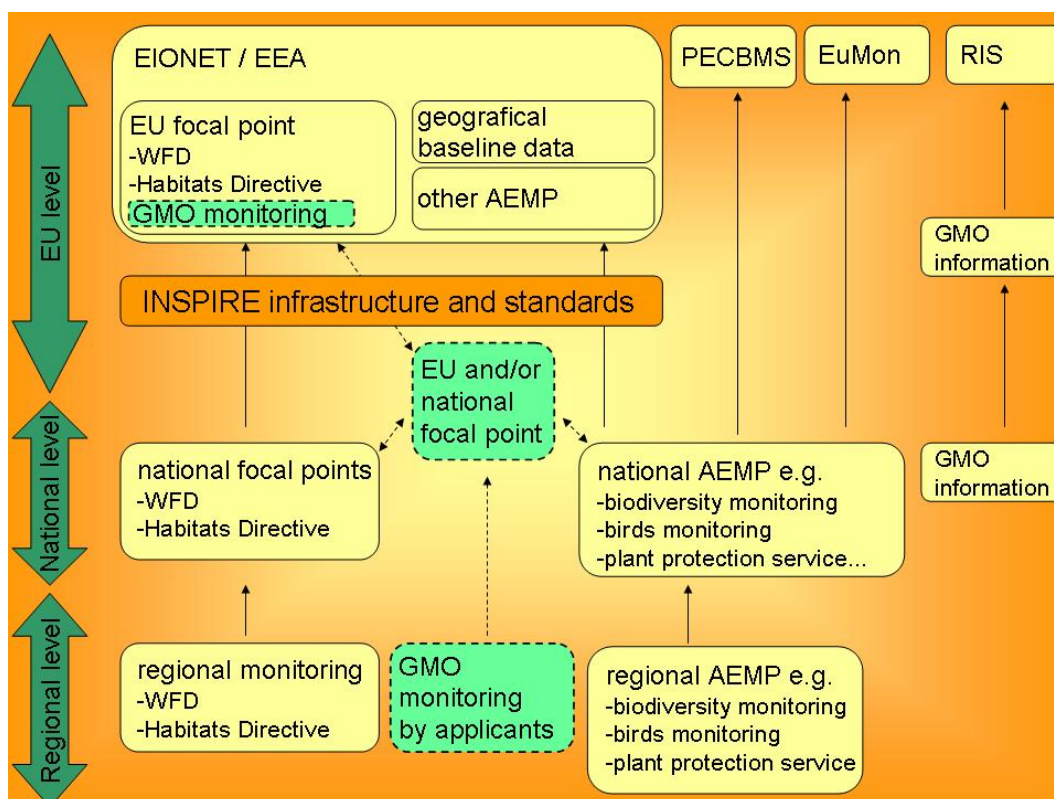 EU level
National level
Regional level
EIONET / EEA
EU focal point
-WFD
-Habitats Directive
GMO monitoring
geografical
baseline data
other AEMP
PECBMS
EuMon
RIS
GMO
information
INSPIRE infrastructure and standards
EU and/or
national
focal point
national focal points
-WFD
-Habitats Directive
national AEMP e.g.
-biodiversity monitoring
-birds monitoring
-plant protection service...
GMO
information
regional monitoring
-WFD
-Habitats Directive
GMO
monitoring
by applicants
regional AEMP e.g.
-biodiversity monitoring
-birds monitoring
-plant protection service